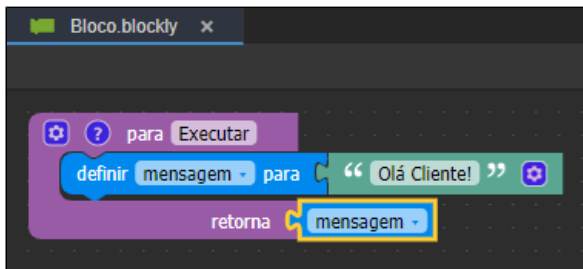 Bloco.blockly ×
? para Executar
definir mensagem para “ Olá Cliente! ”
retorna mensagem